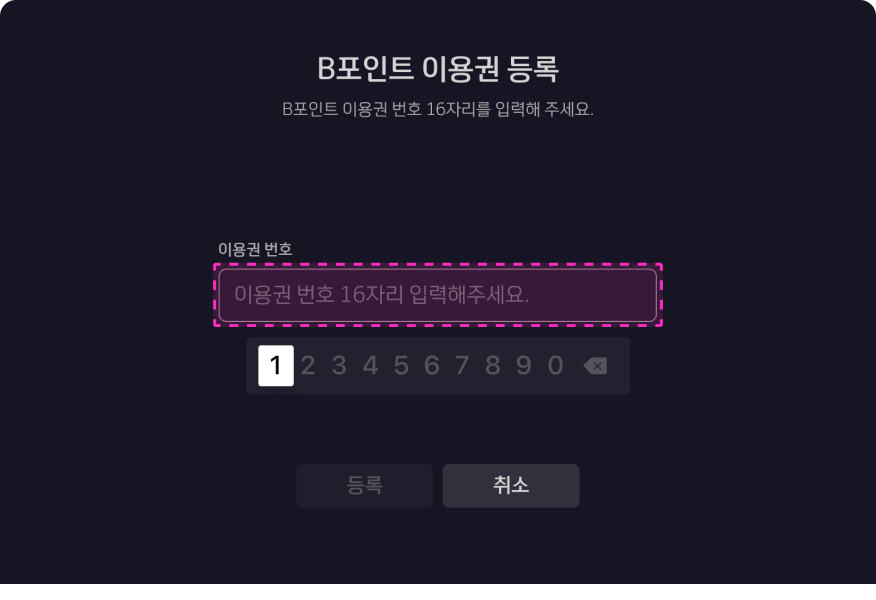 B포인트 이용권 등록
B포인트 이용권 번호 16자리를 입력해 주세요.
이용권 번호
이용권 번호 16자리 입력해주세요.
1 2 3 4 5 6 7 8 9 0
등록 취소